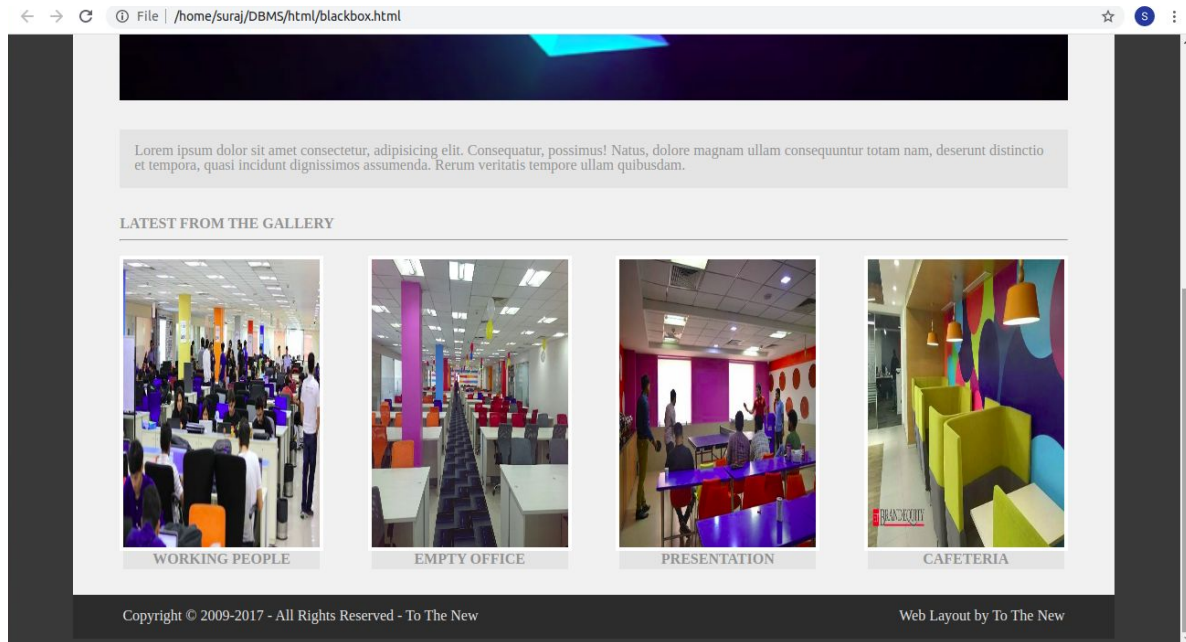 File | /home/suraj/DBMS/html/blackbox.html
S
Lorem ipsum dolor sit amet consectetur, adipisicing elit. Consequatur, possimus! Natus, dolore magnam ullam consequuntur totam nam, deserunt distinctio
et tempora, quasi incidunt dignissimos assumenda. Rerum veritatis tempore ullam quibusdam.
LATEST FROM THE GALLERY
BRANDEQUITY
WORKING PEOPLE EMPTY OFFICE PRESENTATION CAFETERIA
Copyright © 2009-2017 - All Rights Reserved - To The New Web Layout by To The New